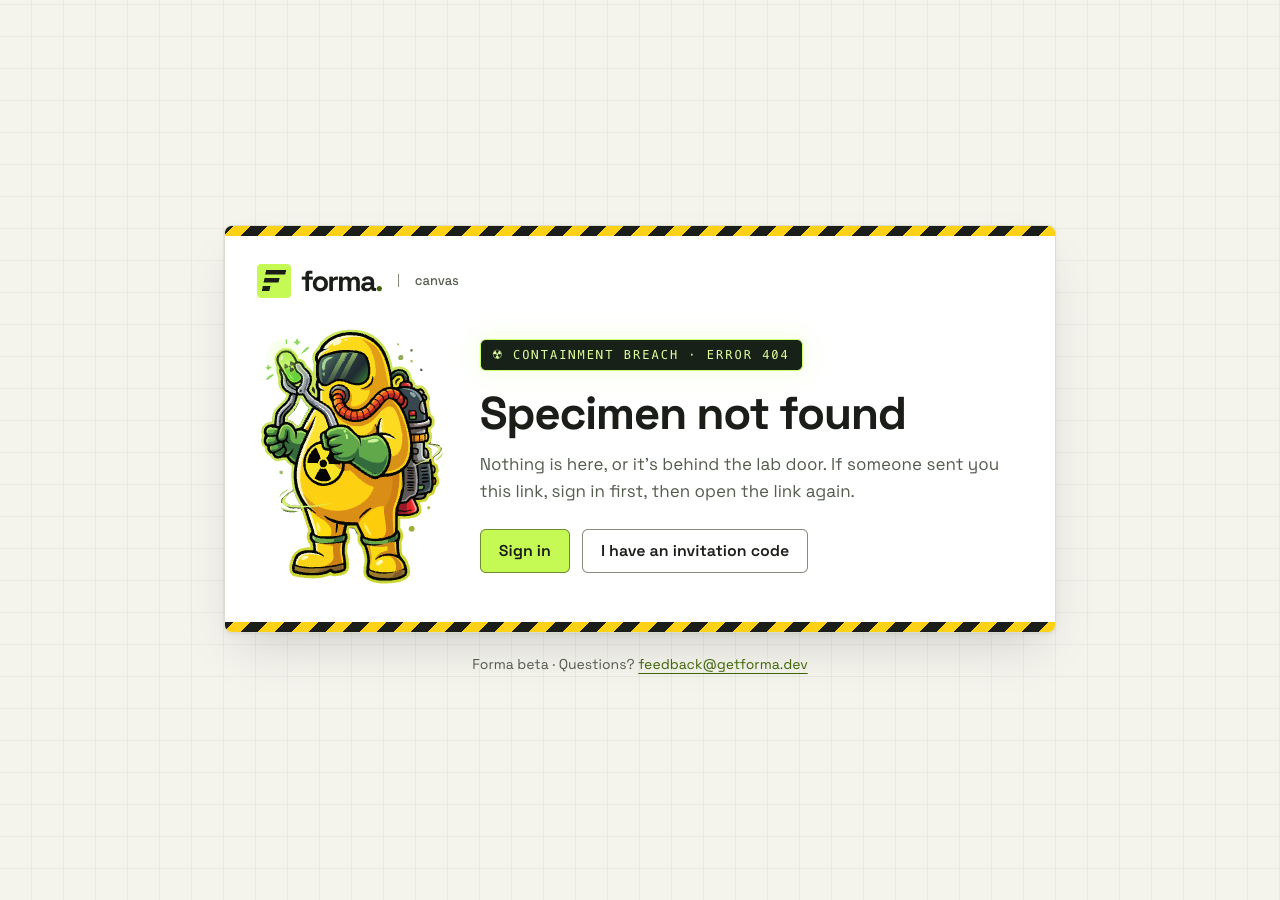 forma.
canvas
☢ CONTAINMENT BREACH · ERROR 404
Specimen not found
Nothing is here, or it's behind the lab door. If someone sent you
this link, sign in first, then open the link again.
Sign in
I have an invitation code
Forma beta · Questions? feedback@getforma.dev